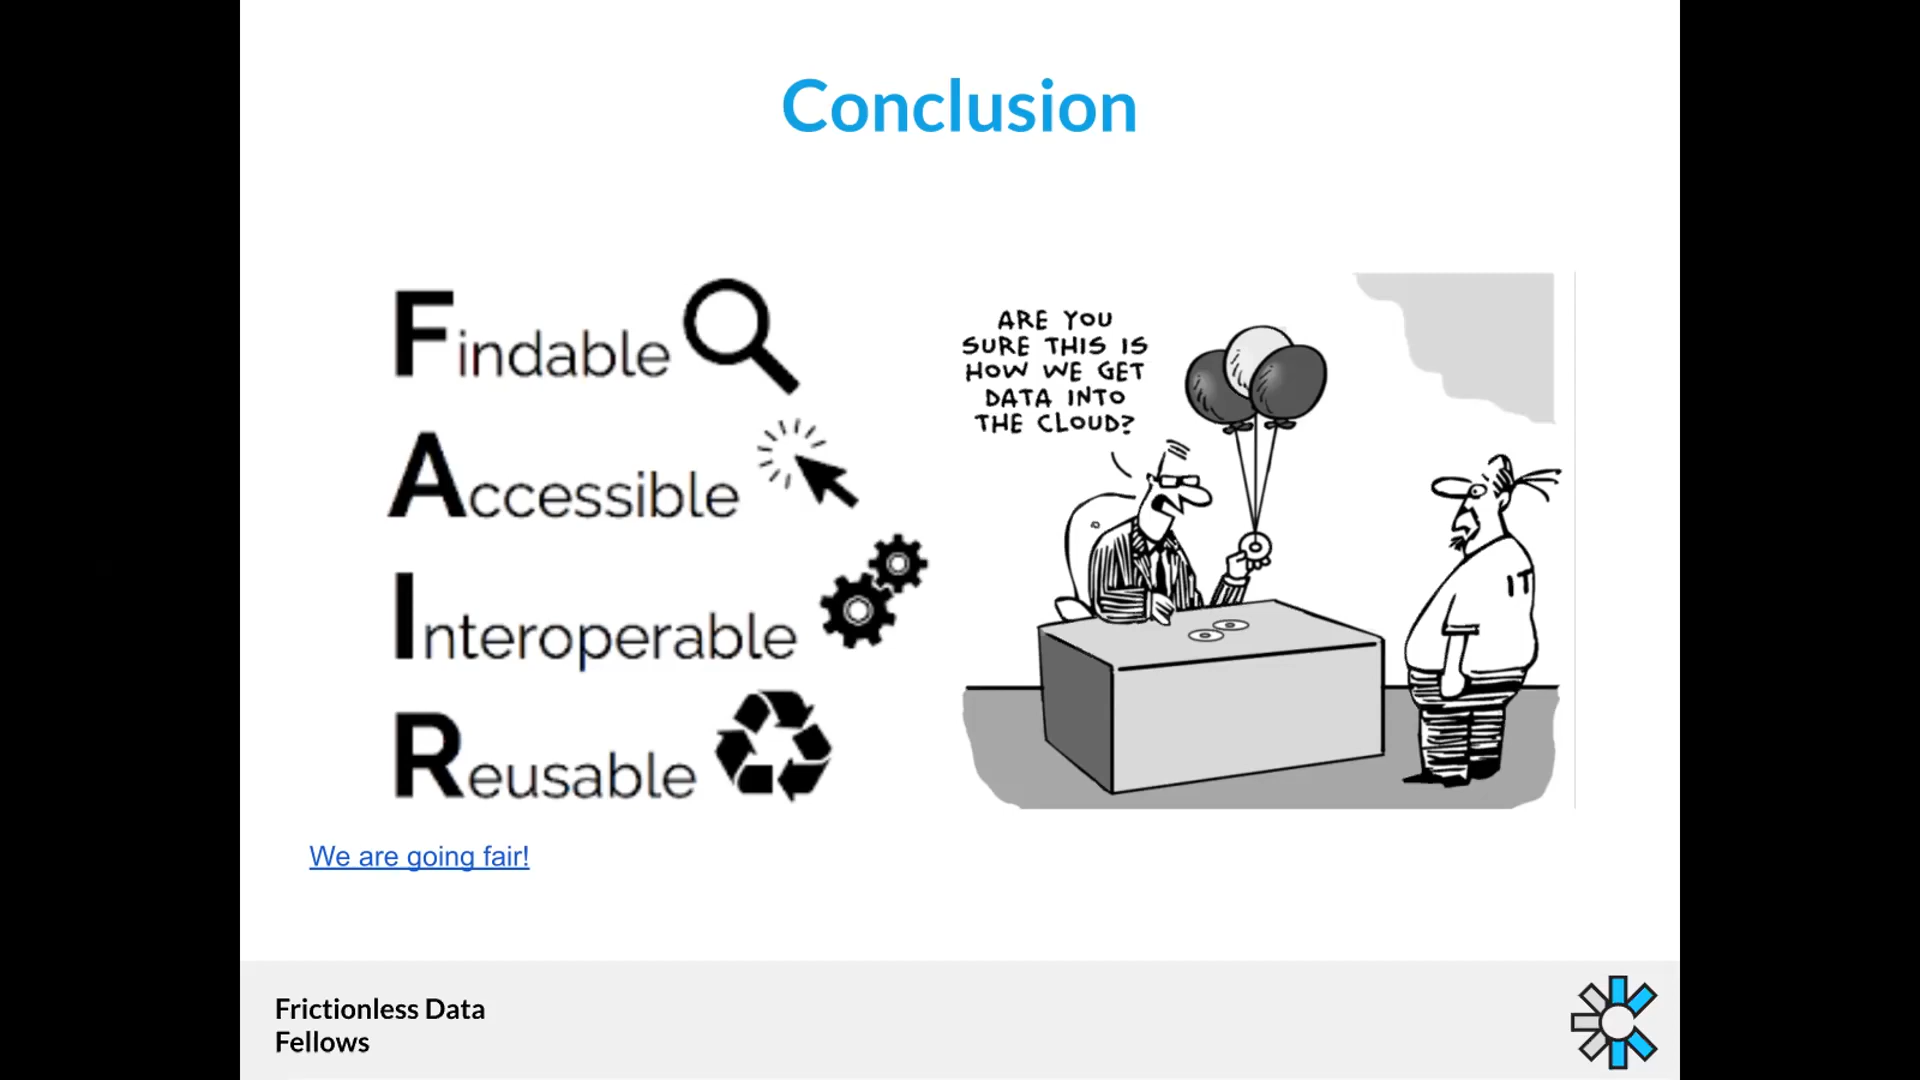 Conclusion
Findable
Accessible
Interoperable
Reusable
ARE YOU
SURE THIS IS
HOW WE GET
DATA INTO
THE CLOUD?
IT
We are going fair!
Frictionless Data
Fellows